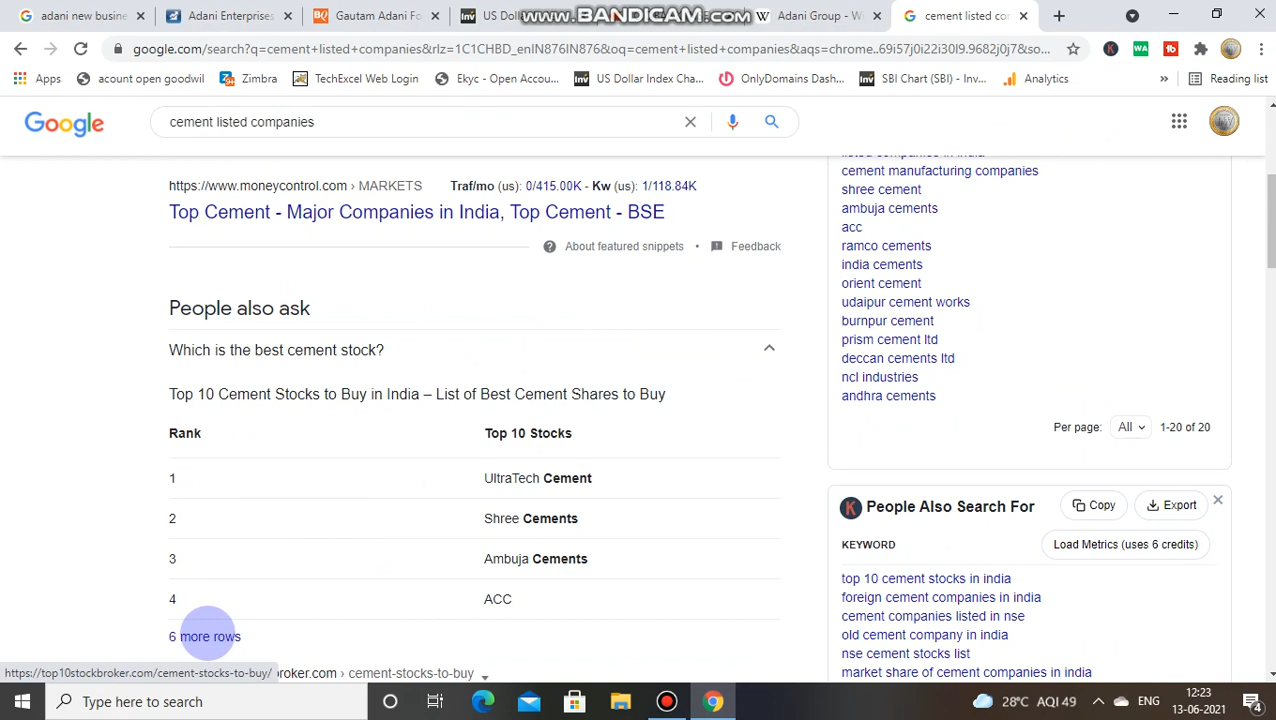 adani new busine
Adani Enterprises
Gautam Adani Fo
US Dolla
www.BANDICAM.com
Adani Group - Wi
cement listed co
google.com/search?q=cement+listed+companies&rlz=1C1CHBD_enIN876IN876&oq=cement+listed+companies&aqs=chrome..69i57j0i22i30l9.9682j0j7&so...
Apps
acount open goodwil
Zimbra
TechExcel Web Login
Ekyc - Open Accou...
US Dollar Index Cha...
OnlyDomains Dash...
SBI Chart (SBI) - Inv...
Analytics
»
Reading list
Google
cement listed companies
https://www.moneycontrol.com › MARKETS Traf/mo (us): 0/415.00K - Kw (us): 1/118.84K
Top Cement - Major Companies in India, Top Cement - BSE
About featured snippets • Feedback
People also ask
Which is the best cement stock?
Top 10 Cement Stocks to Buy in India – List of Best Cement Shares to Buy
Rank Top 10 Stocks
1 UltraTech Cement
2 Shree Cements
3 Ambuja Cements
4 ACC
6 more rows
https://top10stockbroker.com/cement-stocks-to-buy/
broker.com › cement-stocks-to-buy
listed companies in india
cement manufacturing companies
shree cement
ambuja cements
acc
ramco cements
india cements
orient cement
udaipur cement works
burnpur cement
prism cement ltd
deccan cements ltd
ncl industries
andhra cements
Per page: All 1-20 of 20
K People Also Search For Copy Export
KEYWORD Load Metrics (uses 6 credits)
top 10 cement stocks in india
foreign cement companies in india
cement companies listed in nse
old cement company in india
nse cement stocks list
market share of cement companies in india
Type here to search
28°C AQI 49
ENG
12:23
13-06-2021
4